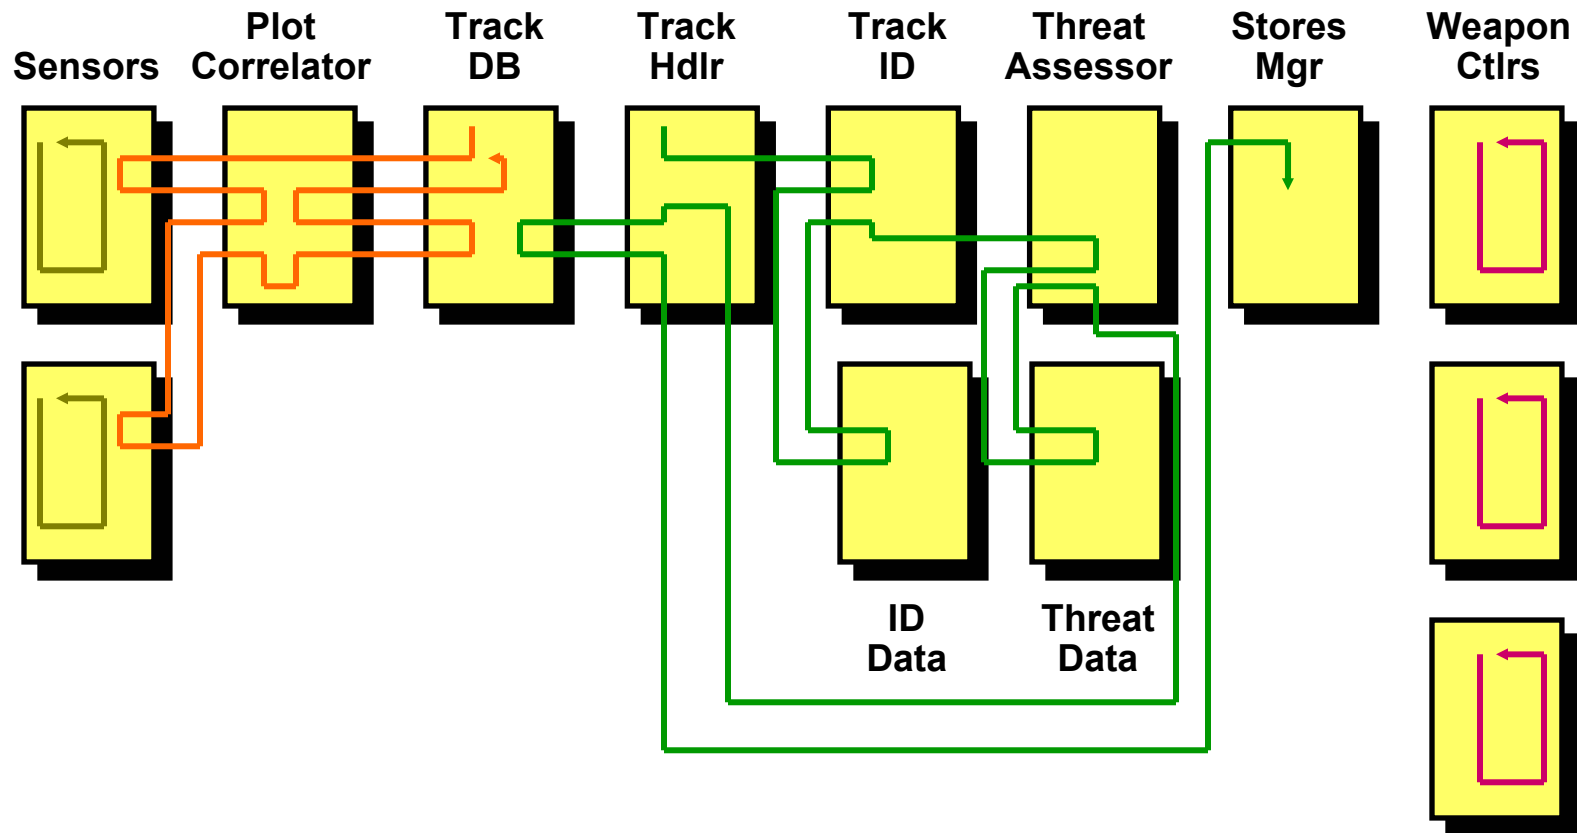 Sensors
Plot
Correlator
Track
DB
Track
Hdlr
Track
ID
Threat
Assessor
Stores
Mgr
Weapon
Ctlrs
ID
Data
Threat
Data